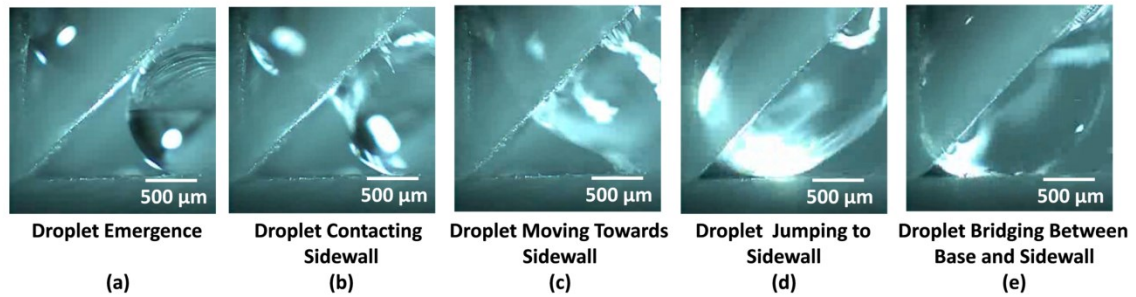 500 µm
500 µm
500 µm
500 µm
500 µm
Droplet Emergence
(a)
Droplet Contacting
Sidewall
(b)
Droplet Moving Towards
Sidewall
(c)
Droplet Jumping to
Sidewall
(d)
Droplet Bridging Between
Base and Sidewall
(e)